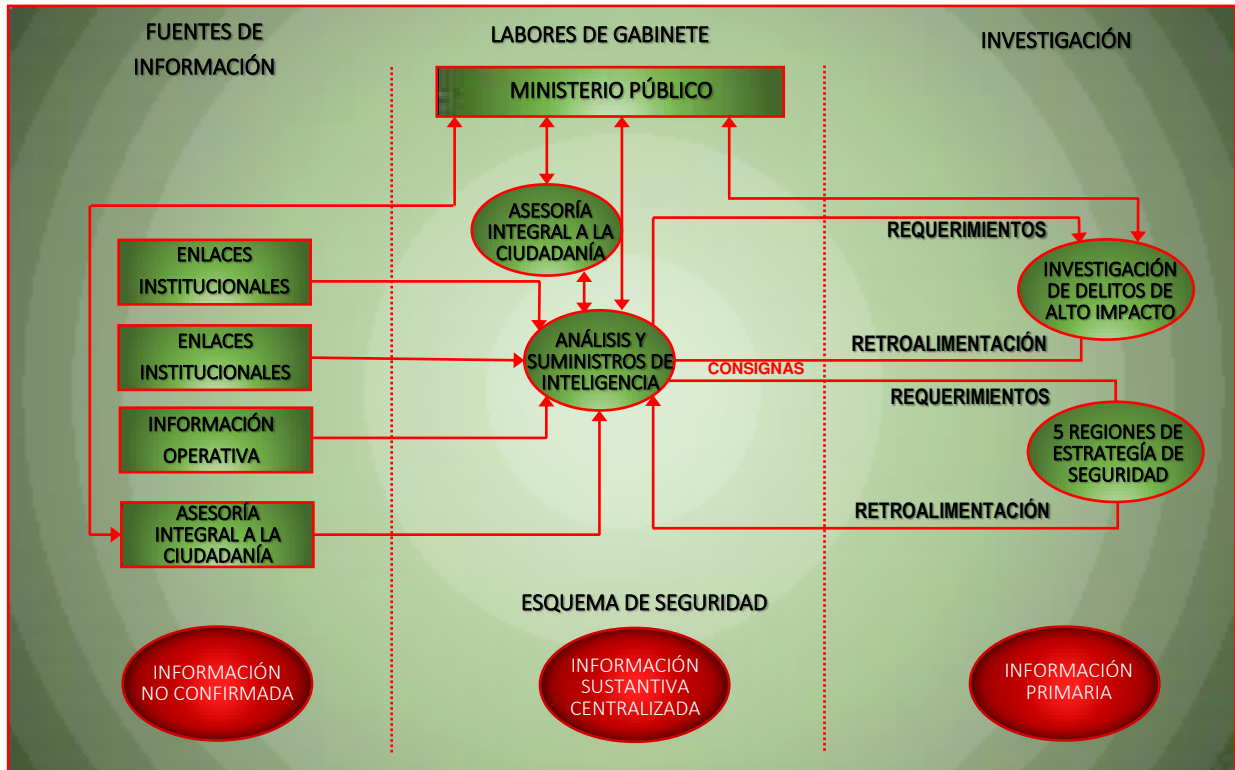 FUENTES DE
INFORMACIÓN
LABORES DE GABINETE
INVESTIGACIÓN
MINISTERIO PÚBLICO
ASESORÍA
INTEGRAL A LA
CIUDADANÍA
ENLACES
INSTITUCIONALES
ENLACES
INSTITUCIONALES
INFORMACIÓN
OPERATIVA
ASESORÍA
INTEGRAL A LA
CIUDADANÍA
ANÁLISIS Y
SUMINISTROS DE
INTELIGENCIA
REQUERIMIENTOS
RETROALIMENTACIÓN
CONSIGNAS
REQUERIMIENTOS
RETROALIMENTACIÓN
INVESTIGACIÓN
DE DELITOS DE
ALTO IMPACTO
5 REGIONES DE
ESTRATEGÍA DE
SEGURIDAD
ESQUEMA DE SEGURIDAD
INFORMACIÓN
NO CONFIRMADA
INFORMACIÓN
SUSTANTIVA
CENTRALIZADA
INFORMACIÓN
PRIMARIA